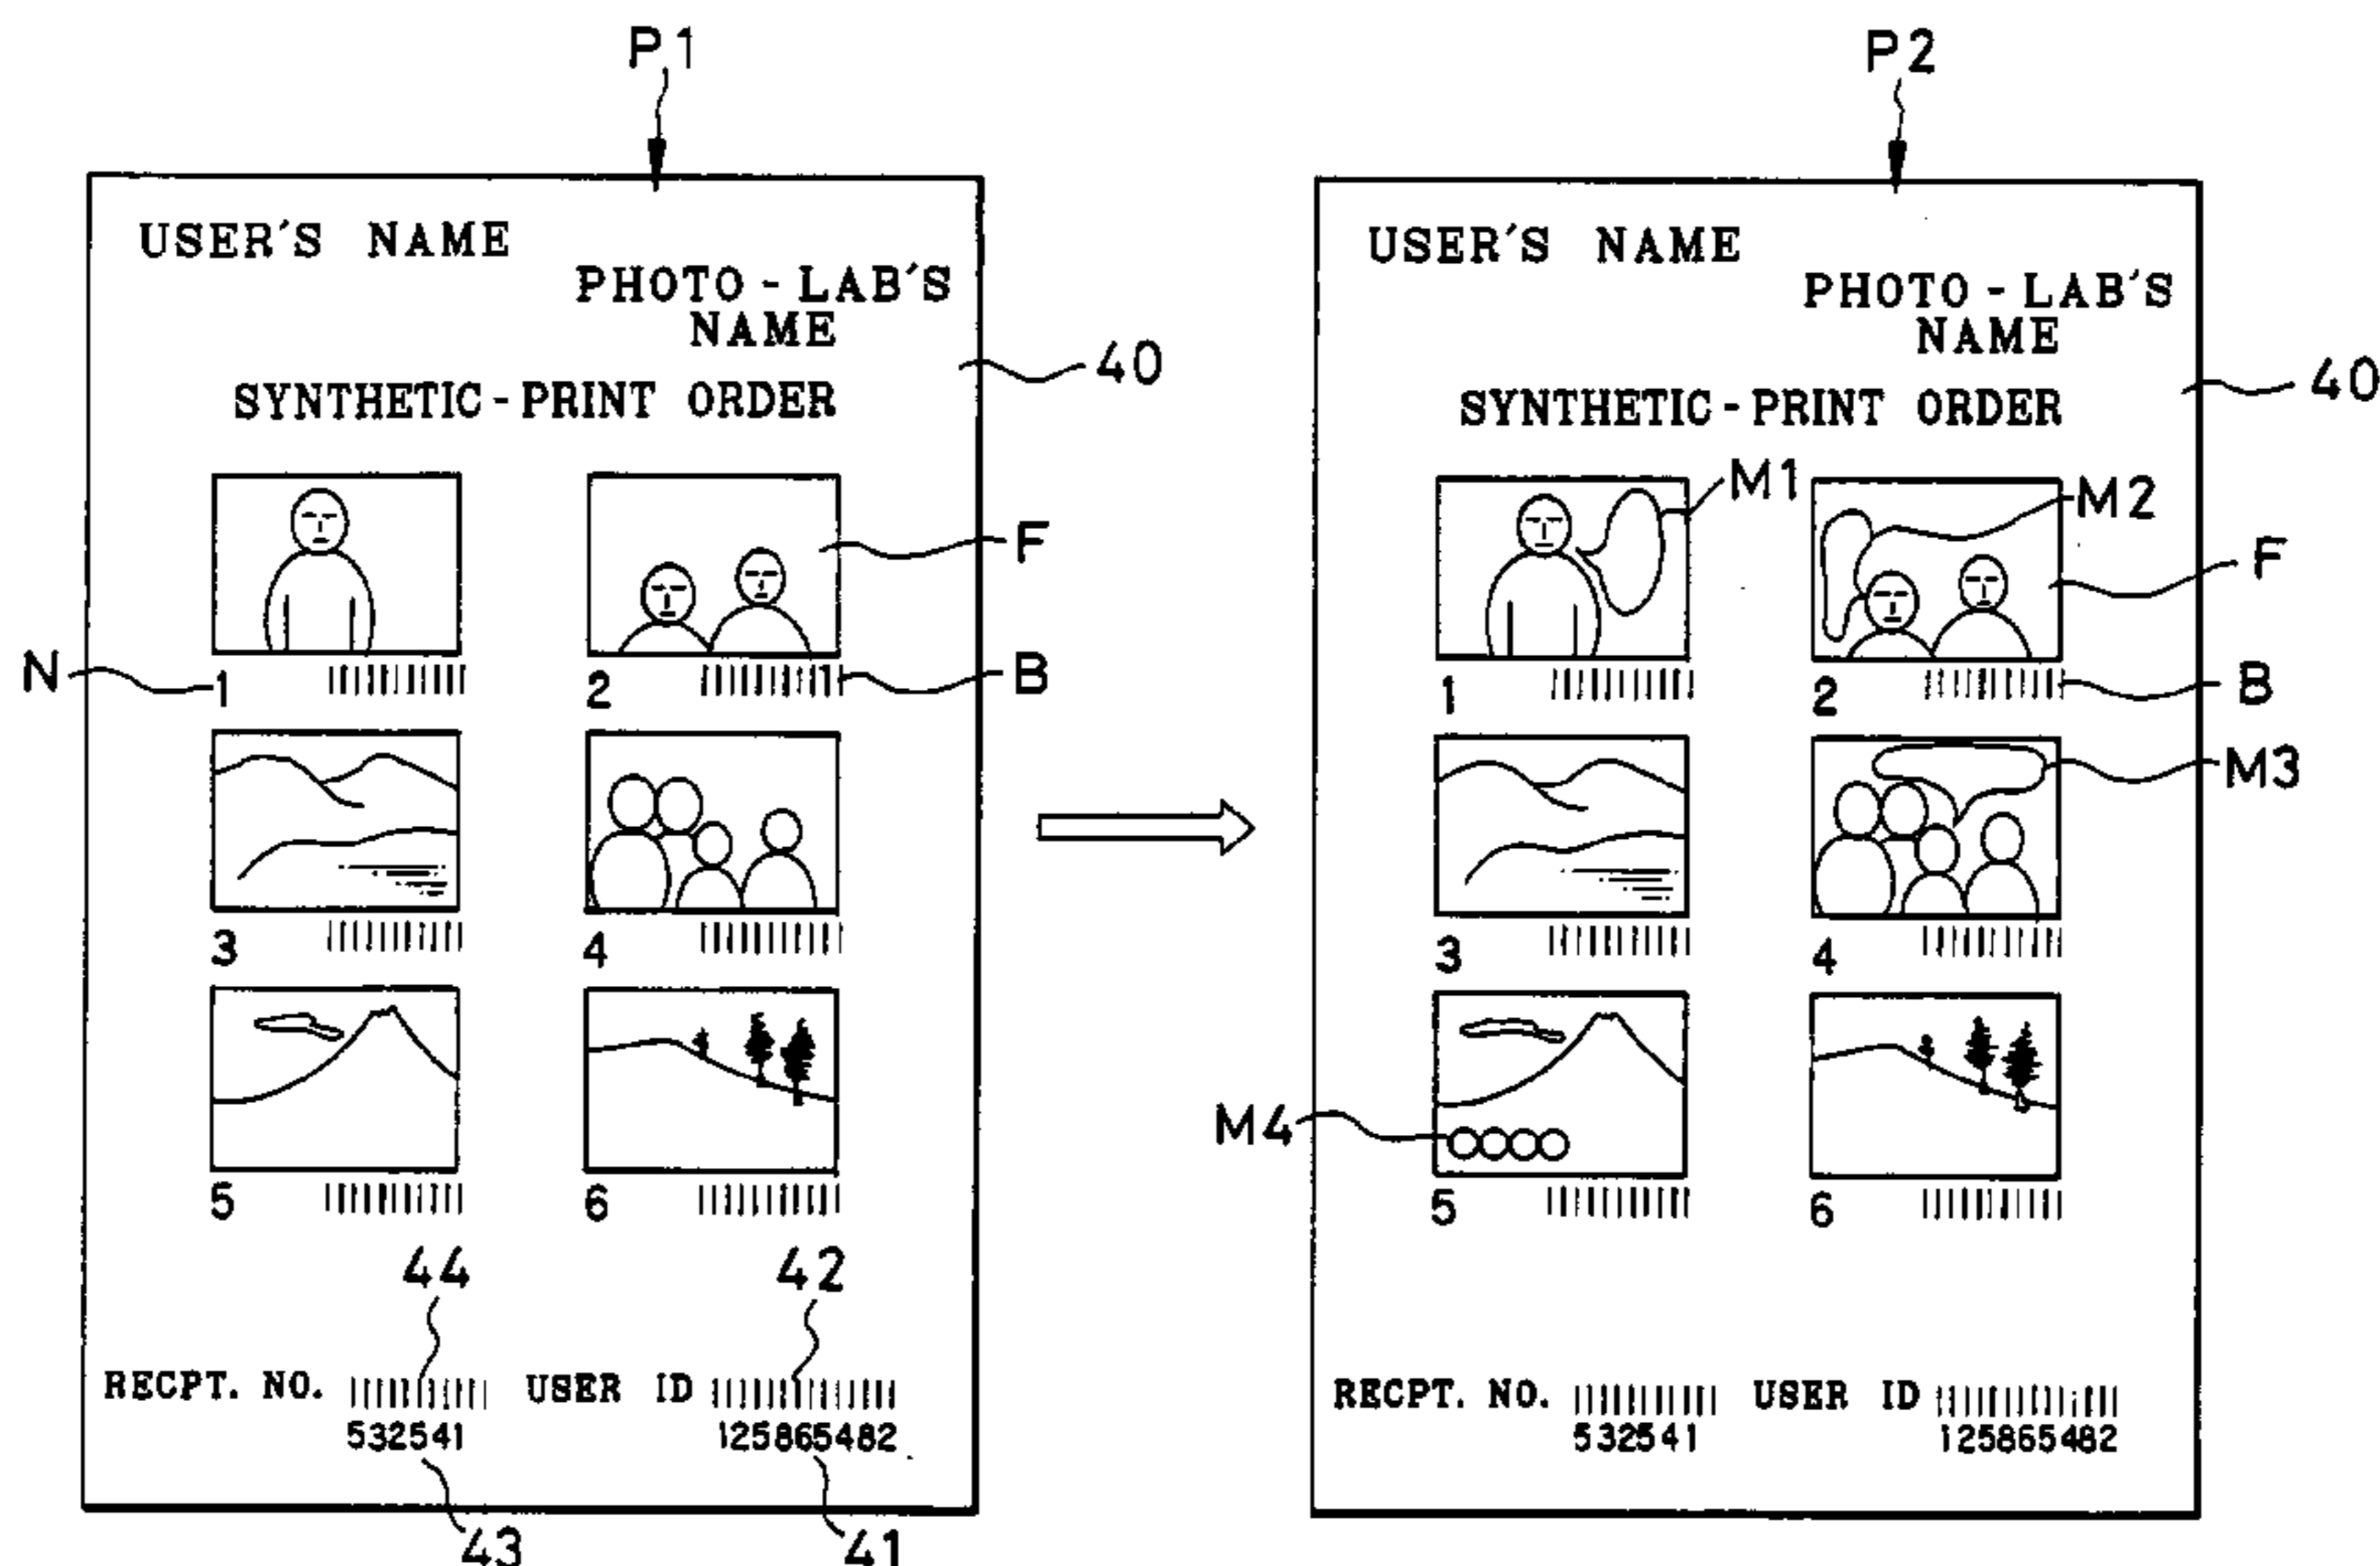 P1
USER'S NAME
PHOTO-LAB'S
NAME
40
SYNTHETIC-PRINT ORDER
F
N
1
2
B
3
4
5
6
44
42
RECPT. NO.
USER ID
532541
125865482
43
41
P2
USER'S NAME
PHOTO-LAB'S
NAME
40
SYNTHETIC-PRINT ORDER
M1
M2
F
1
2
B
M3
3
4
M4
5
6
RECPT. NO.
USER ID
532541
125865482